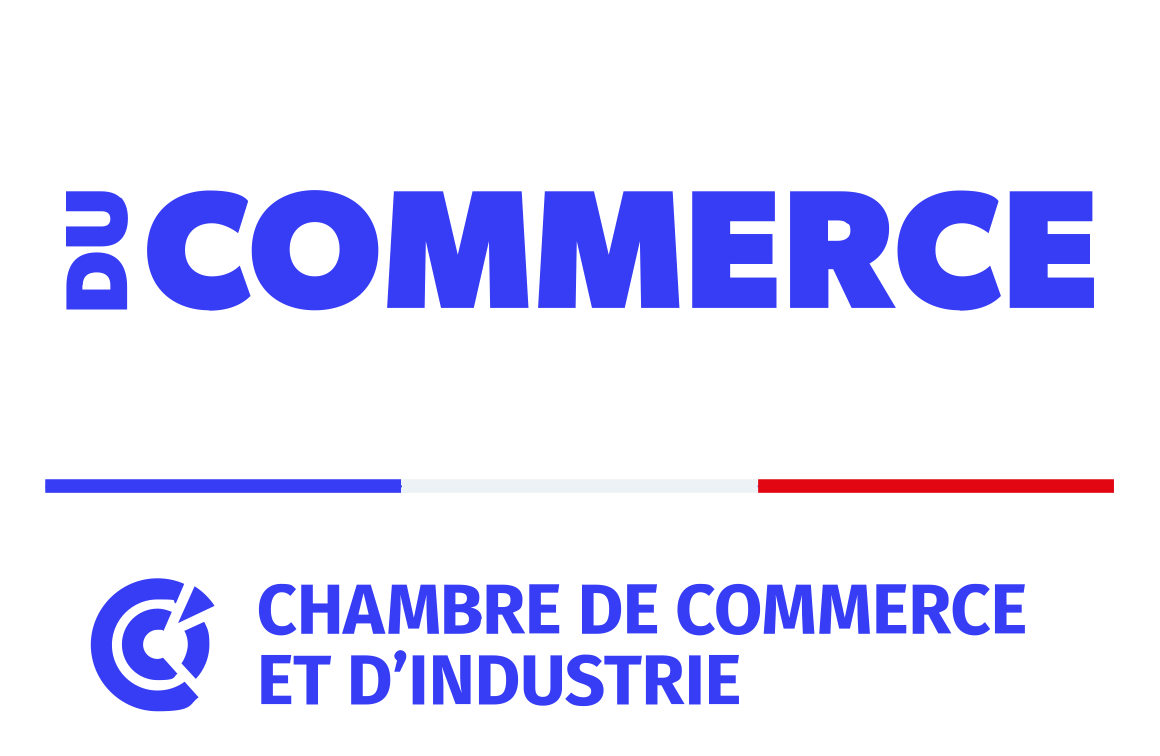 DU COMMERCE
CHAMBRE DE COMMERCE
ET D’INDUSTRIE